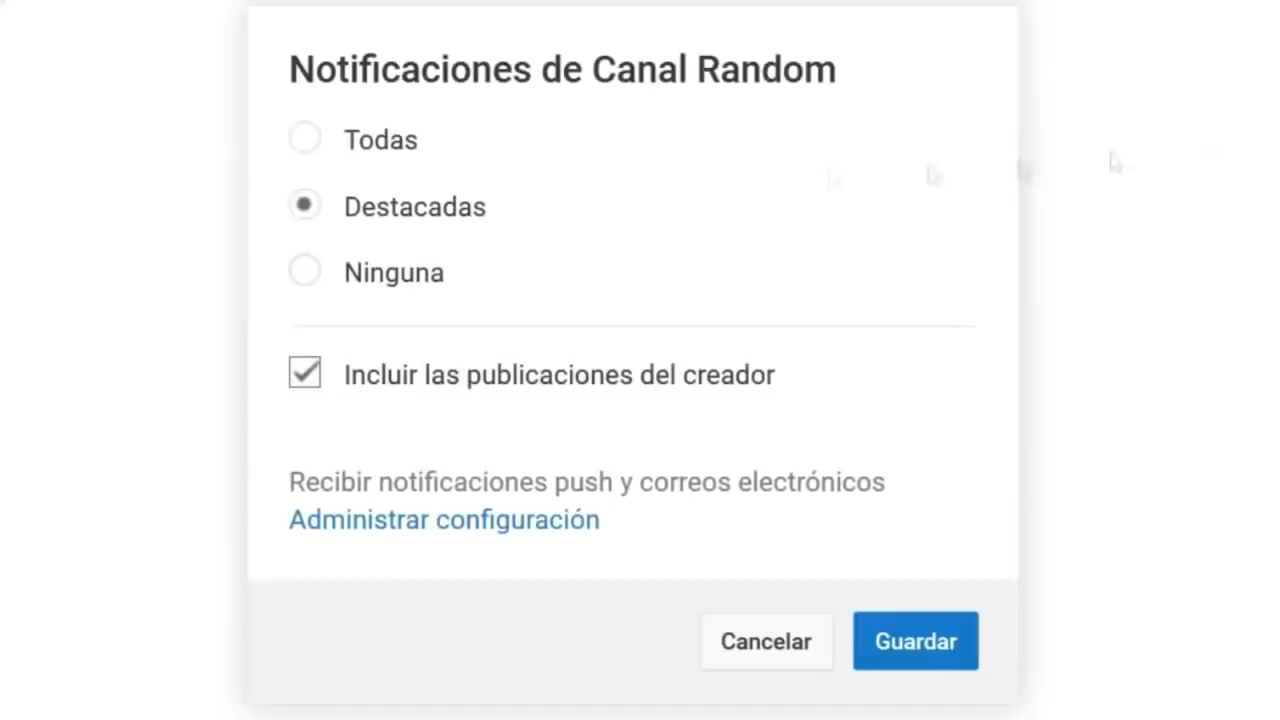 Notificaciones de Canal Random
Todas
Destacadas
Ninguna
Incluir las publicaciones del creador
Recibir notificaciones push y correos electrónicos
Administrar configuración
Cancelar
Guardar